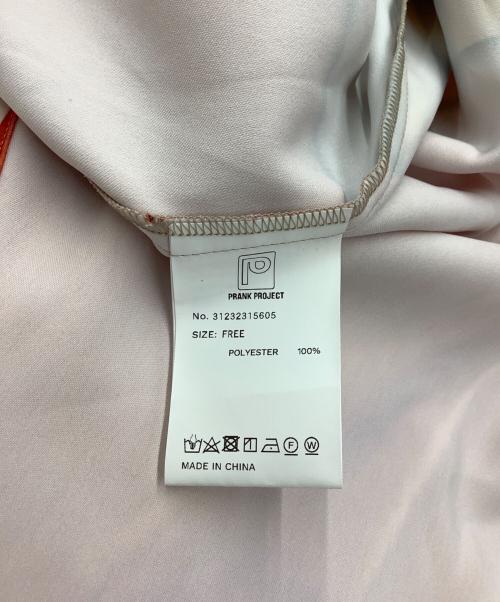 P
PRANK PROJECT
No. 31232315605
SIZE: FREE
POLYESTER 100%
F W
MADE IN CHINA